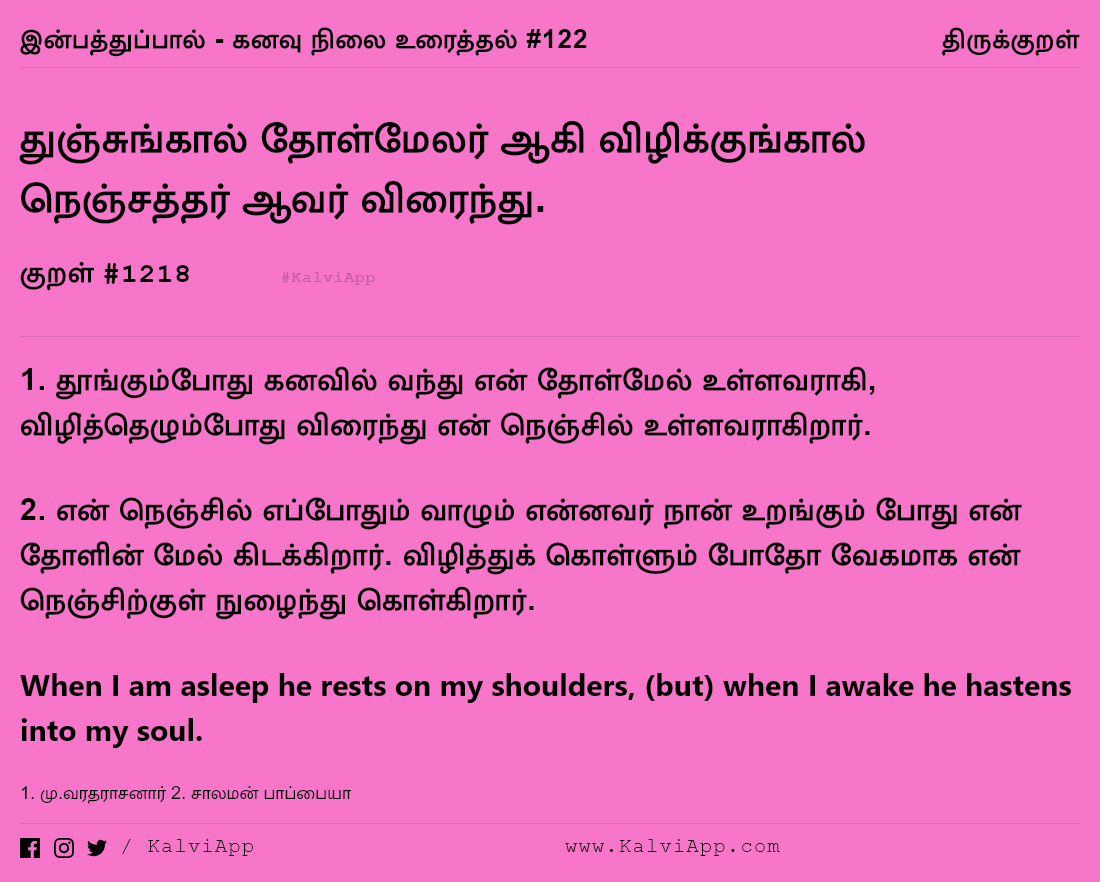 இன்பத்துப்பால் - கனவு நிலை உரைத்தல் #122 திருக்குறள்
துஞ்சுங்கால் தோள்மேலர் ஆகி விழிக்குங்கால்
நெஞ்சத்தர் ஆவர் விரைந்து.
குறள் #1218 #KalviApp
1. தூங்கும்போது கனவில் வந்து என் தோள்மேல் உள்ளவராகி,
விழித்தெழும்போது விரைந்து என் நெஞ்சில் உள்ளவராகிறார்.
2. என் நெஞ்சில் எப்போதும் வாழும் என்னவர் நான் உறங்கும் போது என்
தோளின் மேல் கிடக்கிறார். விழித்துக் கொள்ளும் போதோ வேகமாக என்
நெஞ்சிற்குள் நுழைந்து கொள்கிறார்.
When I am asleep he rests on my shoulders, (but) when I awake he hastens
into my soul.
1. மு.வரதராசனார் 2. சாலமன் பாப்பையா
/ KalviApp www.KalviApp.com